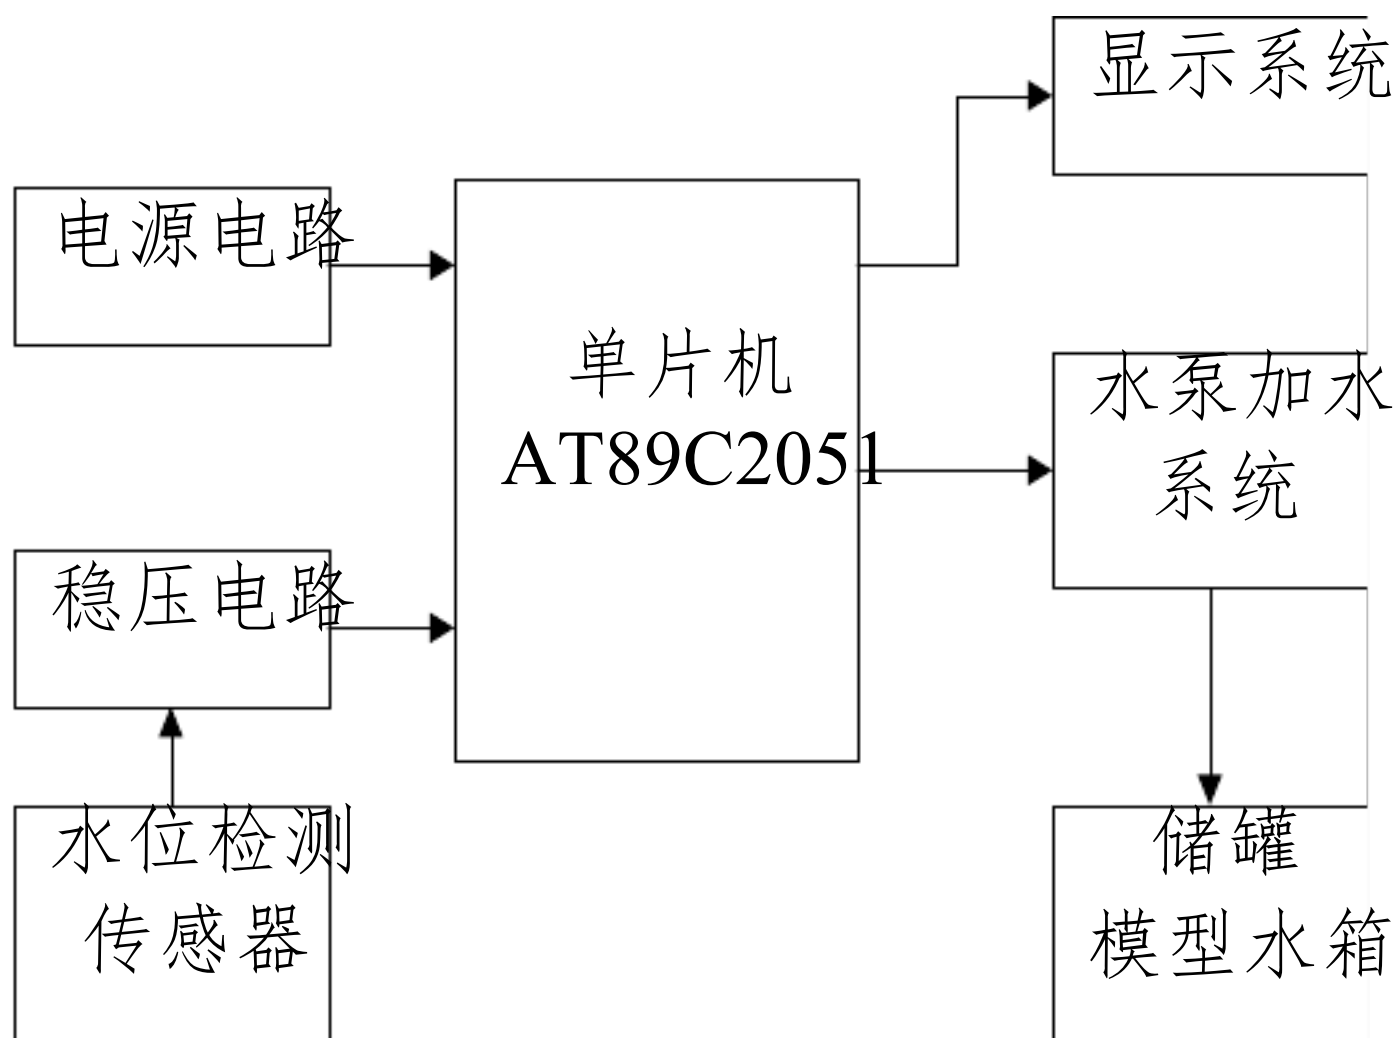 显示系统
电源电路
单片机
AT89C2051
水泵加水
系统
稳压电路
水位检测
传感器
储罐
模型水箱